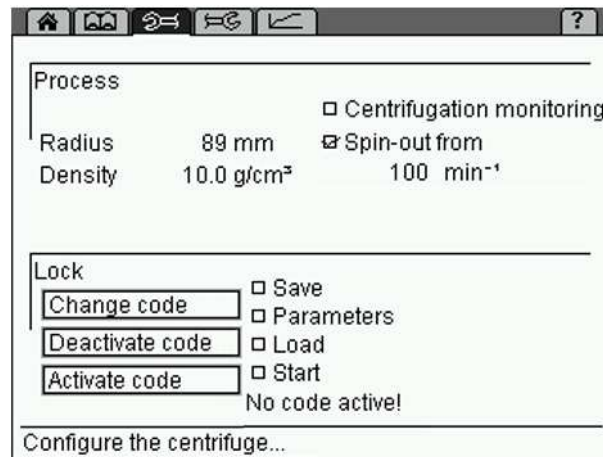 ?
Process
Centrifugation monitoring
Radius 89 mm Spin-out from
Density 10.0 g/cm³ 100 min⁻¹
Lock
Save
Change code
Parameters
Deactivate code Load
Activate code Start
No code active!
Configure the centrifuge...